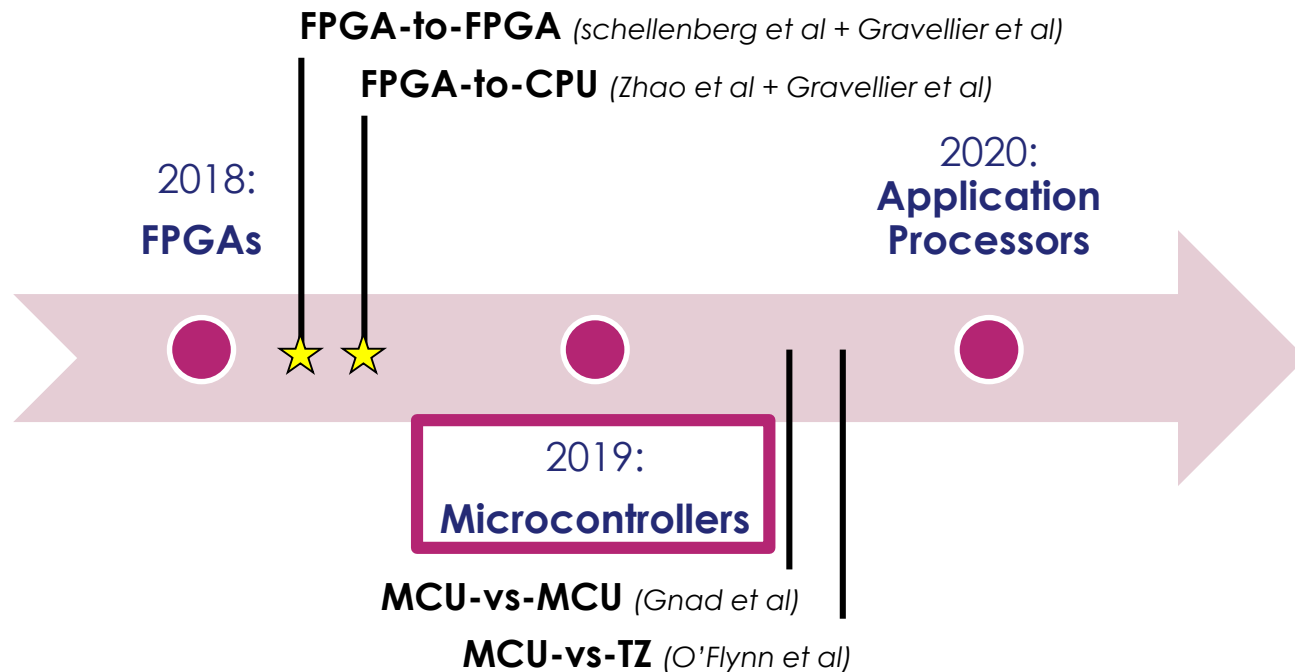 FPGA-to-FPGA (schellenberg et al + Gravellier et al)
FPGA-to-CPU (Zhao et al + Gravellier et al)
2018:
FPGAs
2020:
Application
Processors
2019:
Microcontrollers
MCU-vs-MCU (Gnad et al)
MCU-vs-TZ (O'Flynn et al)